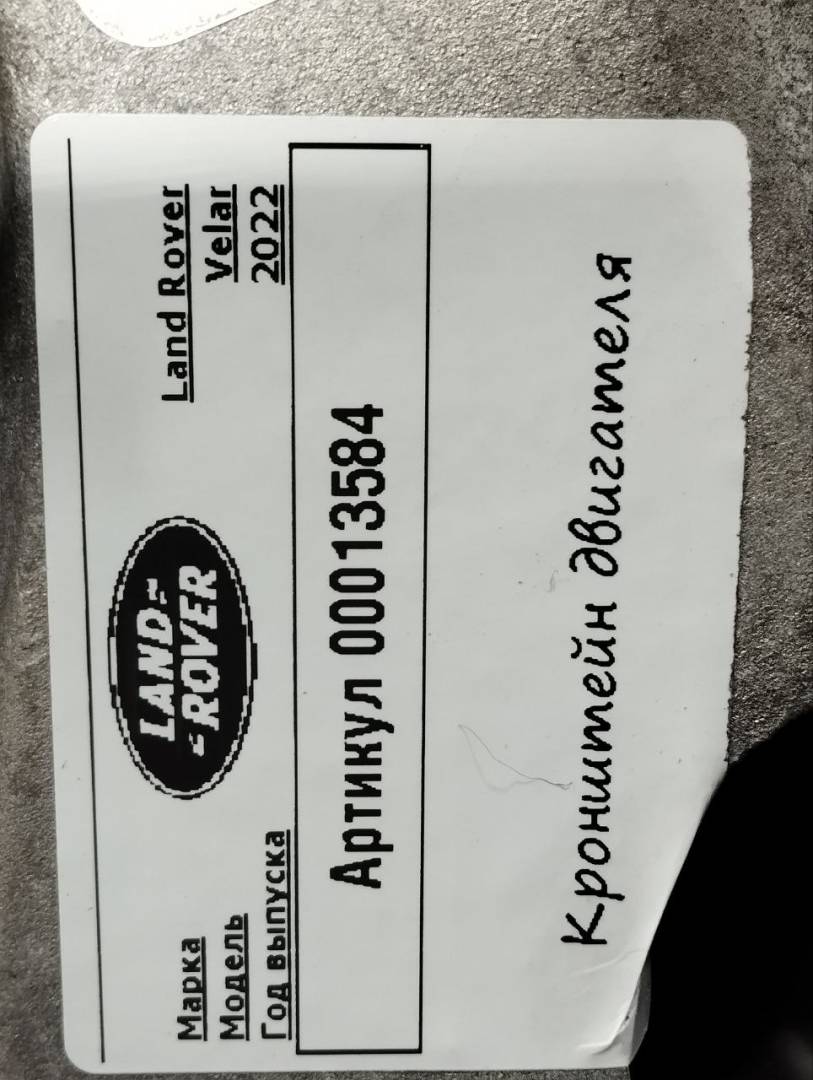 LAND-
-ROVER
Марка Land Rover
Модель Velar
Год выпуска 2022
Артикул 00013584
Кронштейн двигателя